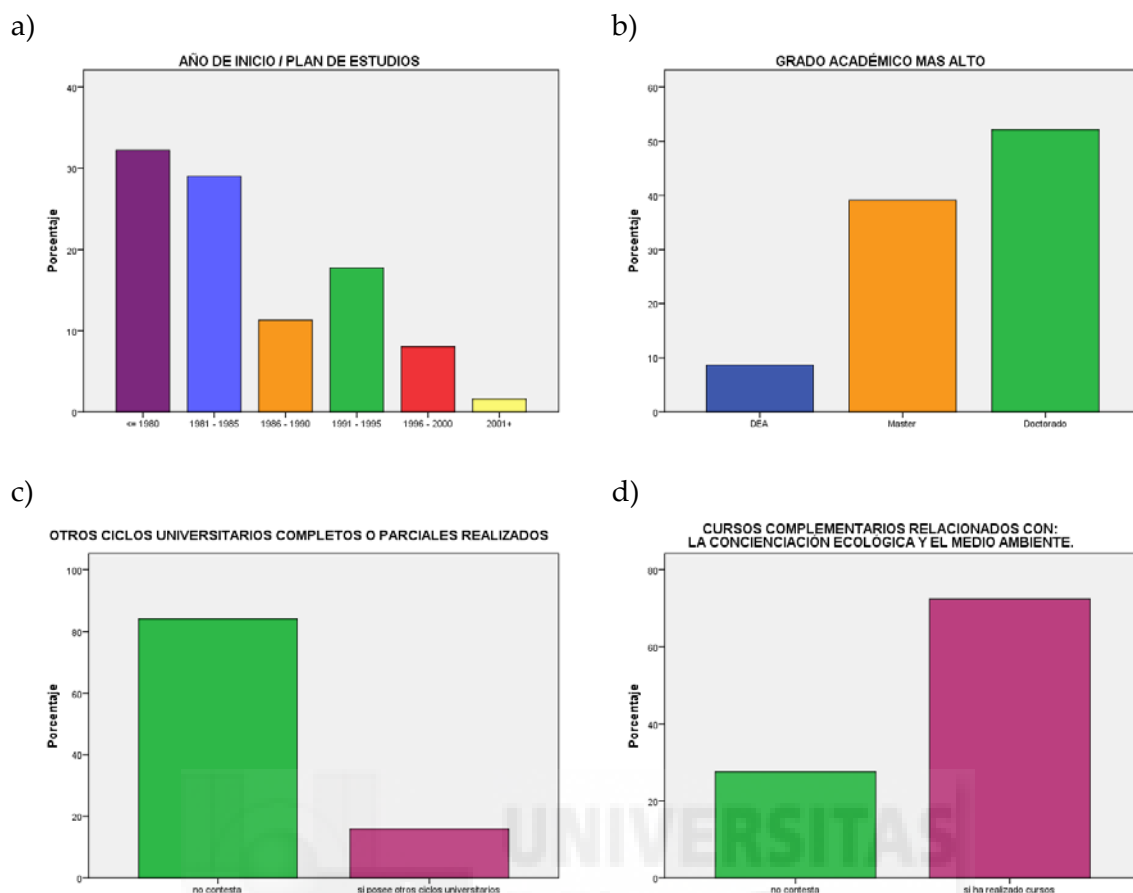 a)
AÑO DE INICIO / PLAN DE ESTUDIOS
Porcentaje
40
30
20
10
0
<= 1980
1981 - 1985
1986 - 1990
1991 - 1995
1996 - 2000
2001+
b)
GRADO ACADÉMICO MAS ALTO
Porcentaje
60
50
40
30
20
10
0
DEA
Master
Doctorado
c)
OTROS CICLOS UNIVERSITARIOS COMPLETOS O PARCIALES REALIZADOS
Porcentaje
100
80
60
40
20
0
no contesta
si posee otros ciclos universitarios
d)
CURSOS COMPLEMENTARIOS RELACIONADOS CON:
LA CONCIENCIACIÓN ECOLÓGICA Y EL MEDIO AMBIENTE.
Porcentaje
80
60
40
20
0
no contesta
si ha realizado cursos
UNIVERSITAS